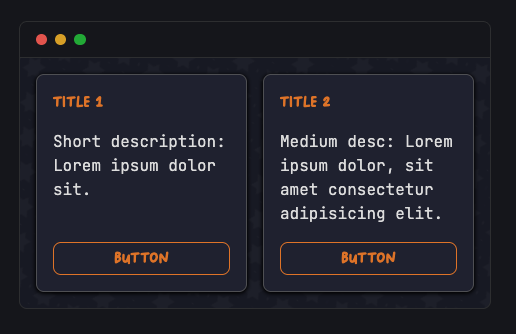 TITLE 1
Short description:
Lorem ipsum dolor
sit.
BUTTON
TITLE 2
Medium desc: Lorem
ipsum dolor, sit
amet consectetur
adipisicing elit.
BUTTON